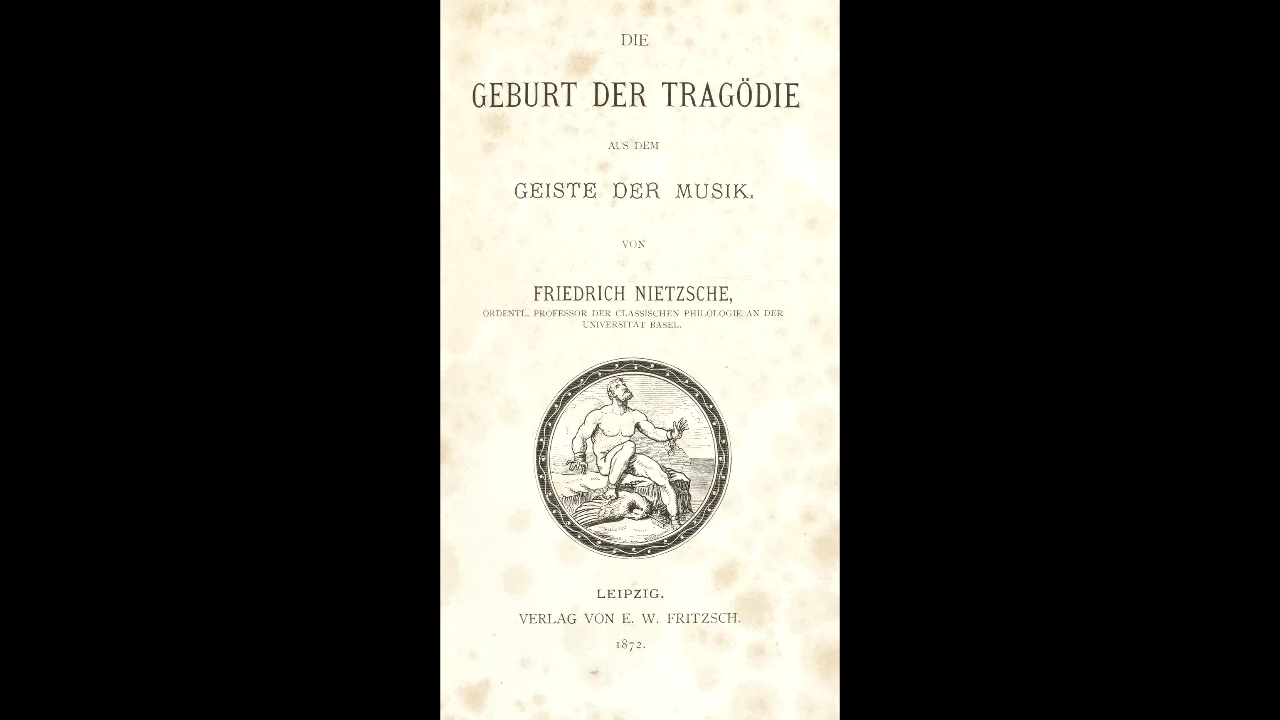 DIE
GEBURT DER TRAGÖDIE
AUS DEM
GEISTE DER MUSIK.
VON
FRIEDRICH NIETZSCHE,
ORDENTL. PROFESSOR DER CLASSISCHEN PHILOLOGIE AN DER
UNIVERSITÄT BASEL.
LEIPZIG.
VERLAG VON E. W. FRITZSCH.
1872.